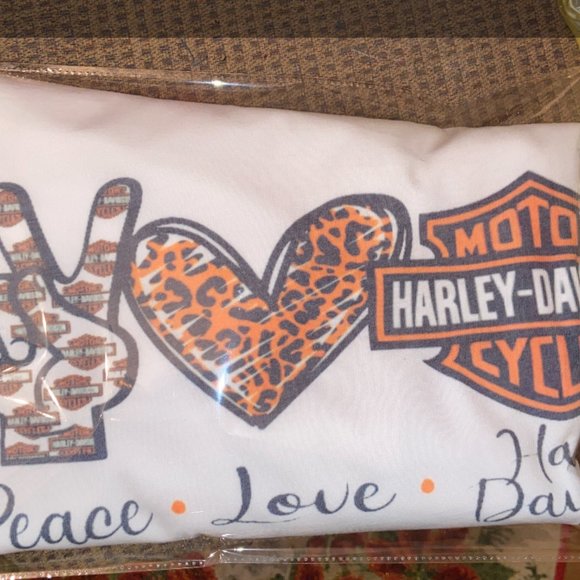 MOTO
HARLEY-DAV
CYCL
Peace • Love • Ha
Dav